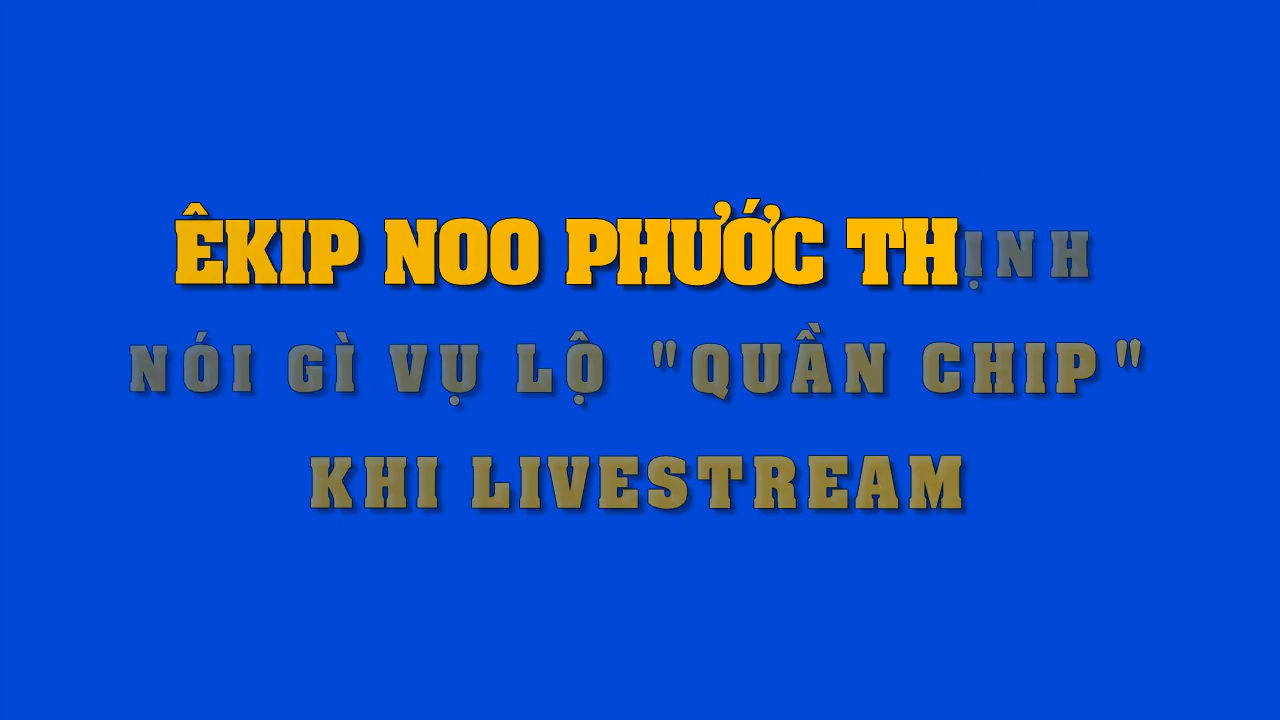 ÊKIP NOO PHƯỚC THỊNH
NÓI GÌ VỤ LỘ "QUẦN CHIP"
KHI LIVESTREAM